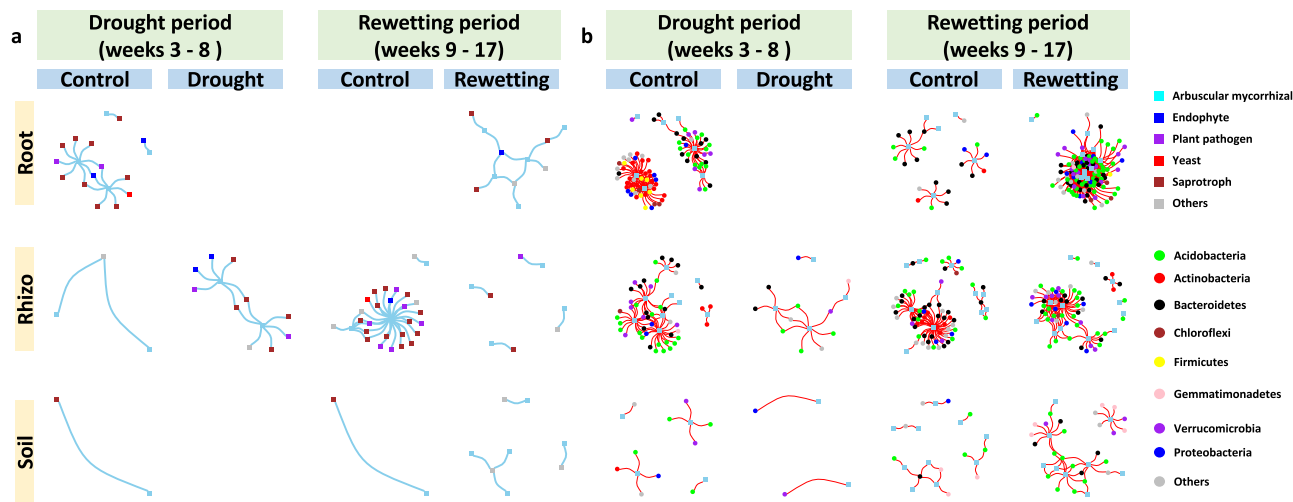 a
Drought period
(weeks 3 - 8 )
Rewetting period
(weeks 9 - 17)
b
Drought period
(weeks 3 - 8 )
Rewetting period
(weeks 9 - 17)
Control
Drought
Control
Rewetting
Control
Drought
Control
Rewetting
Root
Rhizo
Soil
Arbuscular mycorrhizal
Endophyte
Plant pathogen
Yeast
Saprotroph
Others
Acidobacteria
Actinobacteria
Bacteroidetes
Chloroflexi
Firmicutes
Gemmatimonadetes
Verrucomicrobia
Proteobacteria
Others